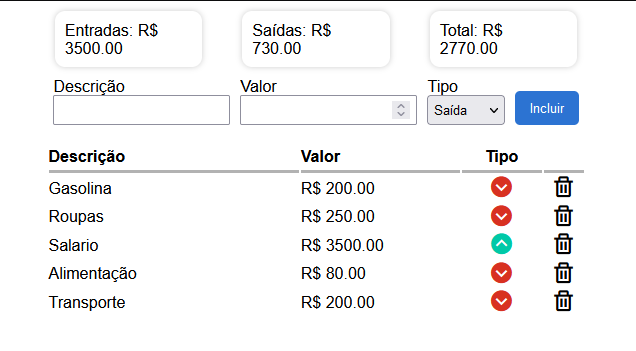 Entradas: R$
3500.00
Saídas: R$
730.00
Total: R$
2770.00
Descrição Valor Tipo
Saída Incluir
Descrição Valor Tipo
Gasolina R$ 200.00
Roupas R$ 250.00
Salario R$ 3500.00
Alimentação R$ 80.00
Transporte R$ 200.00